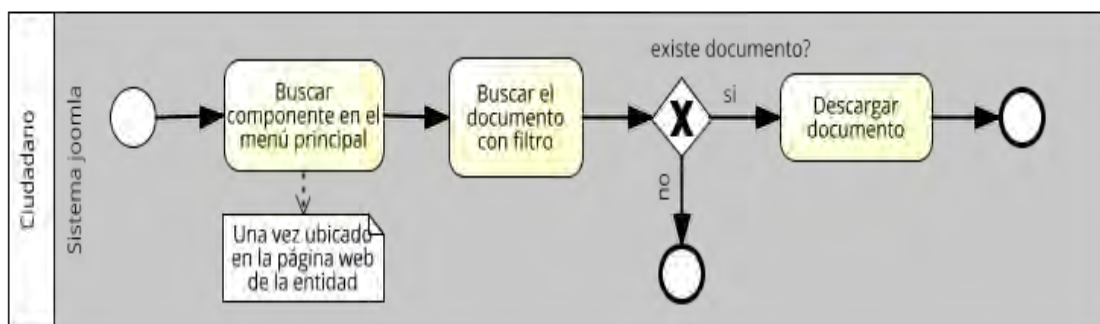 Ciudadano
Sistema joomla
Buscar
componente en el
menú principal
Una vez ubicado
en la página web
de la entidad
Buscar el
documento
con filtro
existe documento?
X
si
no
Descargar
documento